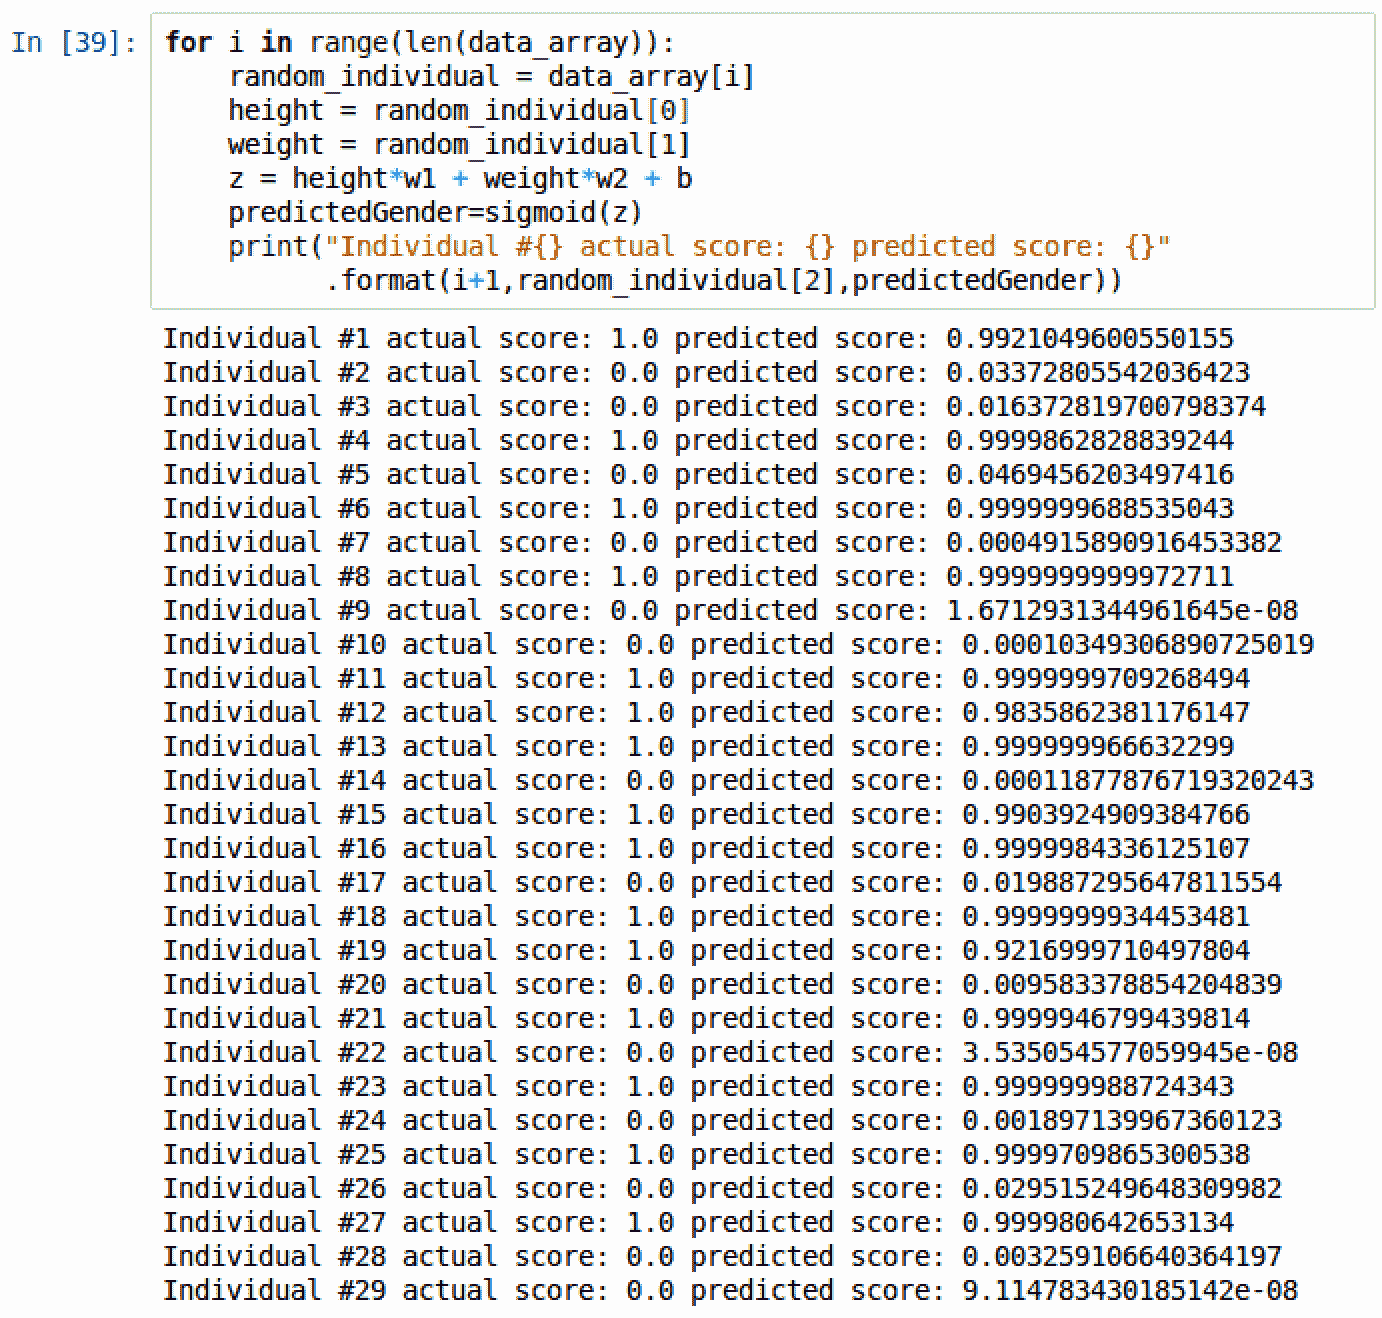 In [39]:
for i in range(len(data_array)):
    random_individual = data_array[i]
    height = random_individual[0]
    weight = random_individual[1]
    z = height*w1 + weight*w2 + b
    predictedGender=sigmoid(z)
    print("Individual #{} actual score: {} predicted score: {}"
          .format(i+1,random_individual[2],predictedGender))
Individual #1 actual score: 1.0 predicted score: 0.9921049600550155
Individual #2 actual score: 0.0 predicted score: 0.03372805542036423
Individual #3 actual score: 0.0 predicted score: 0.016372819700798374
Individual #4 actual score: 1.0 predicted score: 0.9999862828839244
Individual #5 actual score: 0.0 predicted score: 0.0469456203497416
Individual #6 actual score: 1.0 predicted score: 0.9999999688535043
Individual #7 actual score: 0.0 predicted score: 0.0004915890916453382
Individual #8 actual score: 1.0 predicted score: 0.9999999999972711
Individual #9 actual score: 0.0 predicted score: 1.6712931344961645e-08
Individual #10 actual score: 0.0 predicted score: 0.00010349306890725019
Individual #11 actual score: 1.0 predicted score: 0.9999999709268494
Individual #12 actual score: 1.0 predicted score: 0.9835862381176147
Individual #13 actual score: 1.0 predicted score: 0.999999966632299
Individual #14 actual score: 0.0 predicted score: 0.00011877876719320243
Individual #15 actual score: 1.0 predicted score: 0.9903924909384766
Individual #16 actual score: 1.0 predicted score: 0.9999984336125107
Individual #17 actual score: 0.0 predicted score: 0.019887295647811554
Individual #18 actual score: 1.0 predicted score: 0.9999999934453481
Individual #19 actual score: 1.0 predicted score: 0.9216999710497804
Individual #20 actual score: 0.0 predicted score: 0.009583378854204839
Individual #21 actual score: 1.0 predicted score: 0.9999946799439814
Individual #22 actual score: 0.0 predicted score: 3.535054577059945e-08
Individual #23 actual score: 1.0 predicted score: 0.999999988724343
Individual #24 actual score: 0.0 predicted score: 0.001897139967360123
Individual #25 actual score: 1.0 predicted score: 0.9999709865300538
Individual #26 actual score: 0.0 predicted score: 0.029515249648309982
Individual #27 actual score: 1.0 predicted score: 0.999980642653134
Individual #28 actual score: 0.0 predicted score: 0.003259106640364197
Individual #29 actual score: 0.0 predicted score: 9.114783430185142e-08